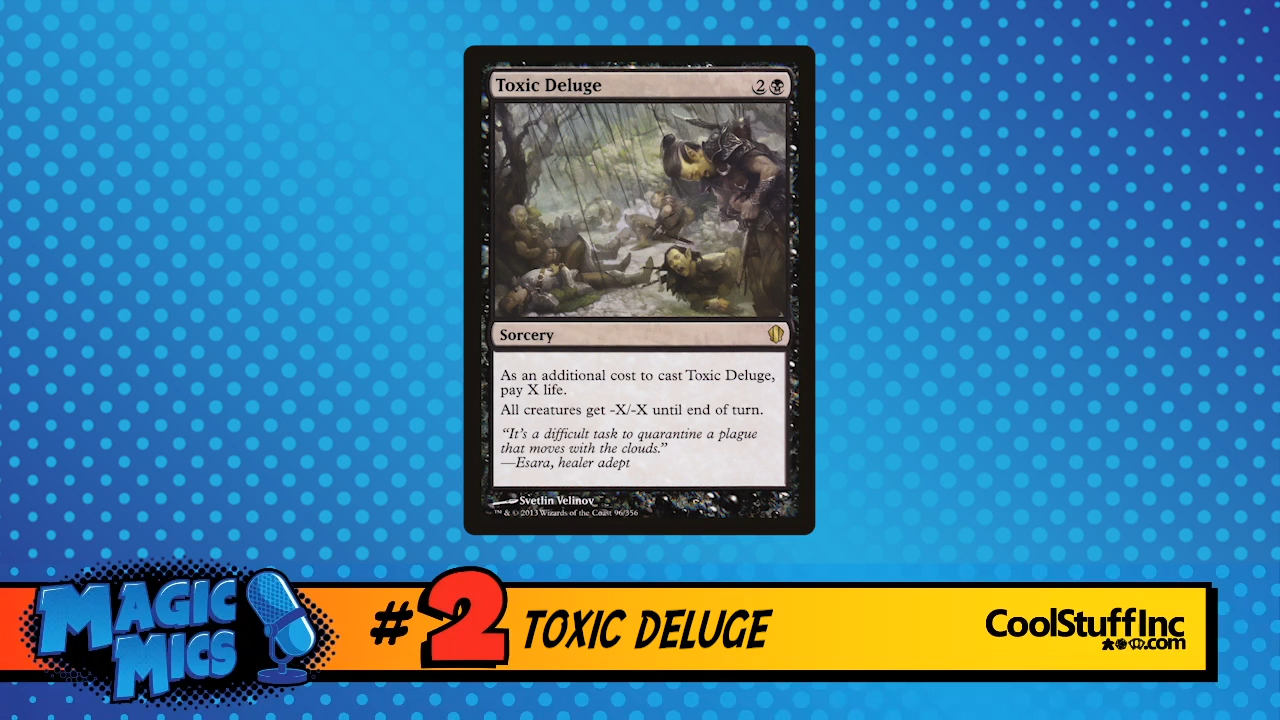 Toxic Deluge 2
Sorcery
As an additional cost to cast Toxic Deluge,
pay X life.
All creatures get -X/-X until end of turn.
“It’s a difficult task to quarantine a plague
that moves with the clouds.”
—Esara, healer adept
Svetlin Velinov
™ & © 2013 Wizards of the Coast 96/356
MAGIC
MICS
#2 TOXIC DELUGE
CoolStuffInc
.com